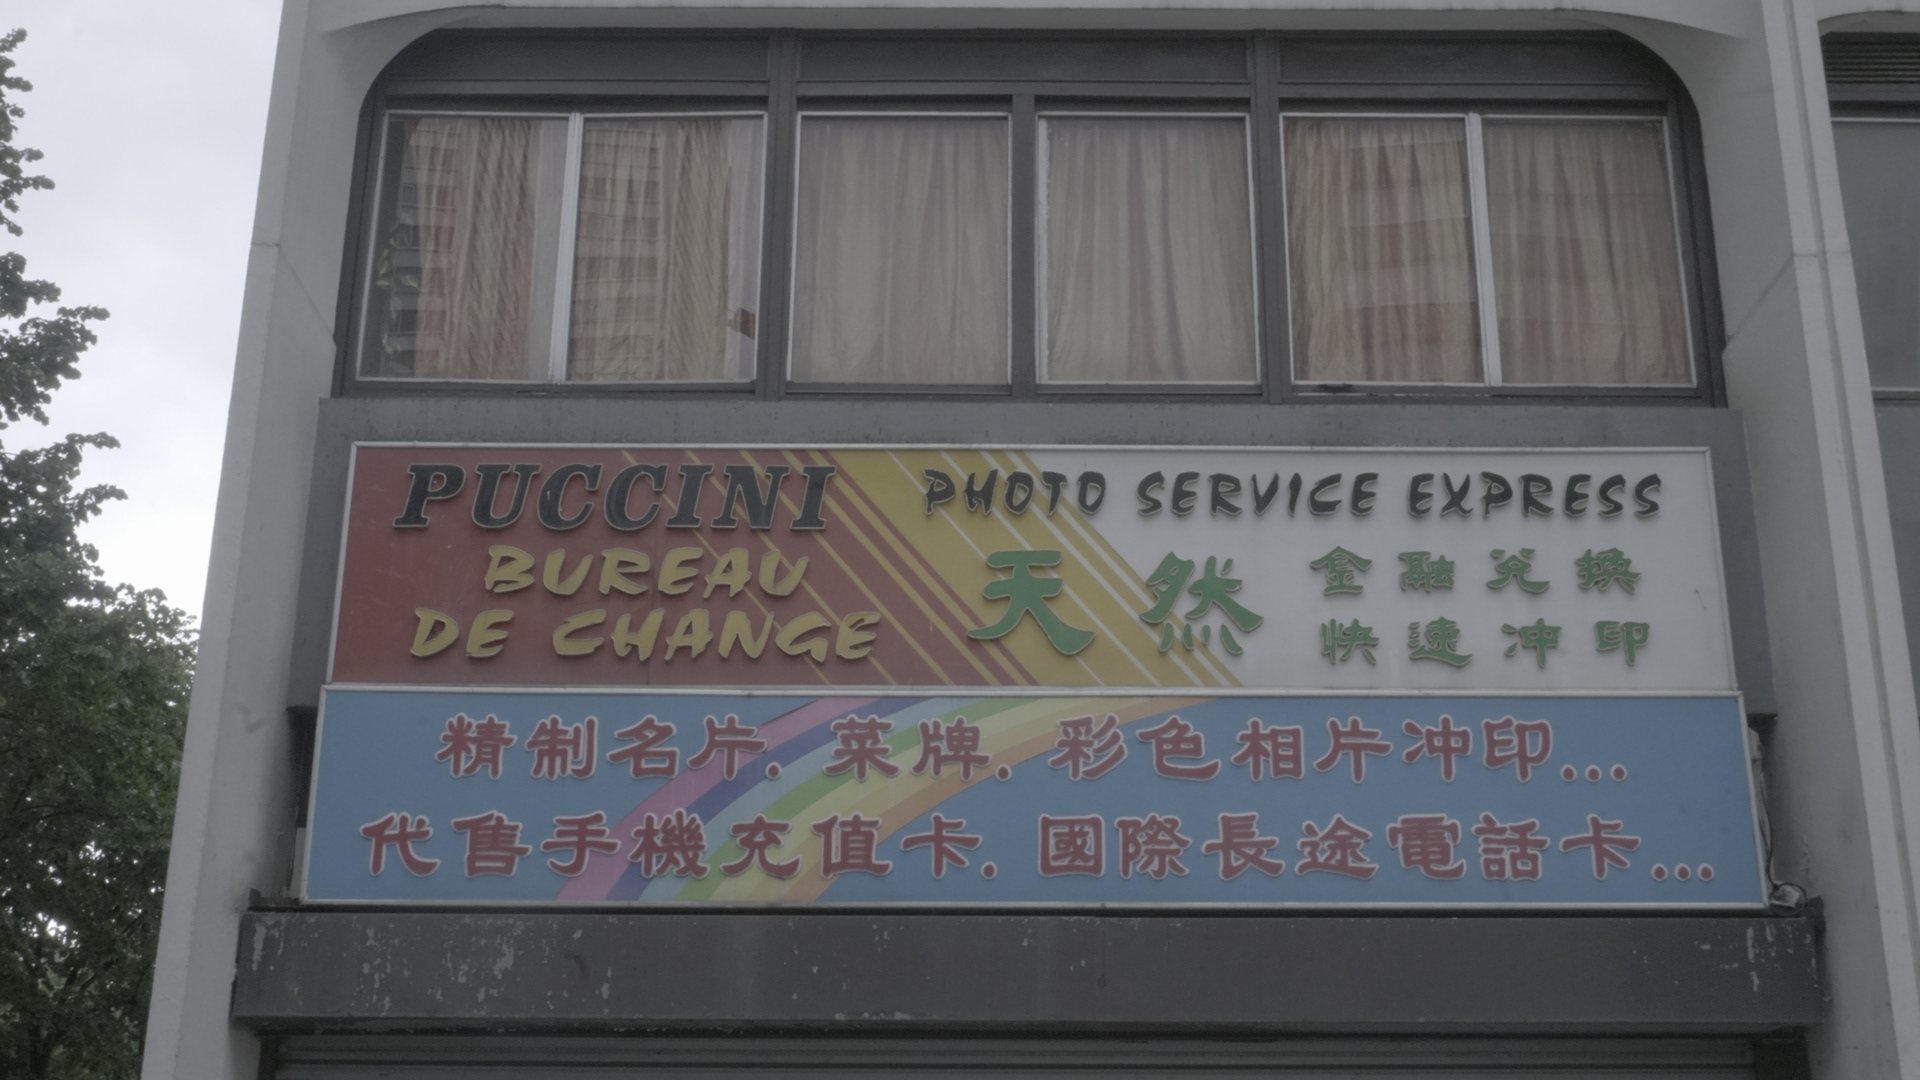 PUCCINI
BUREAU
DE CHANGE
PHOTO SERVICE EXPRESS
天然
金融兑换
快速冲印
精制名片.菜牌.彩色相片冲印...
代售手機充值卡.國際長途電話卡...